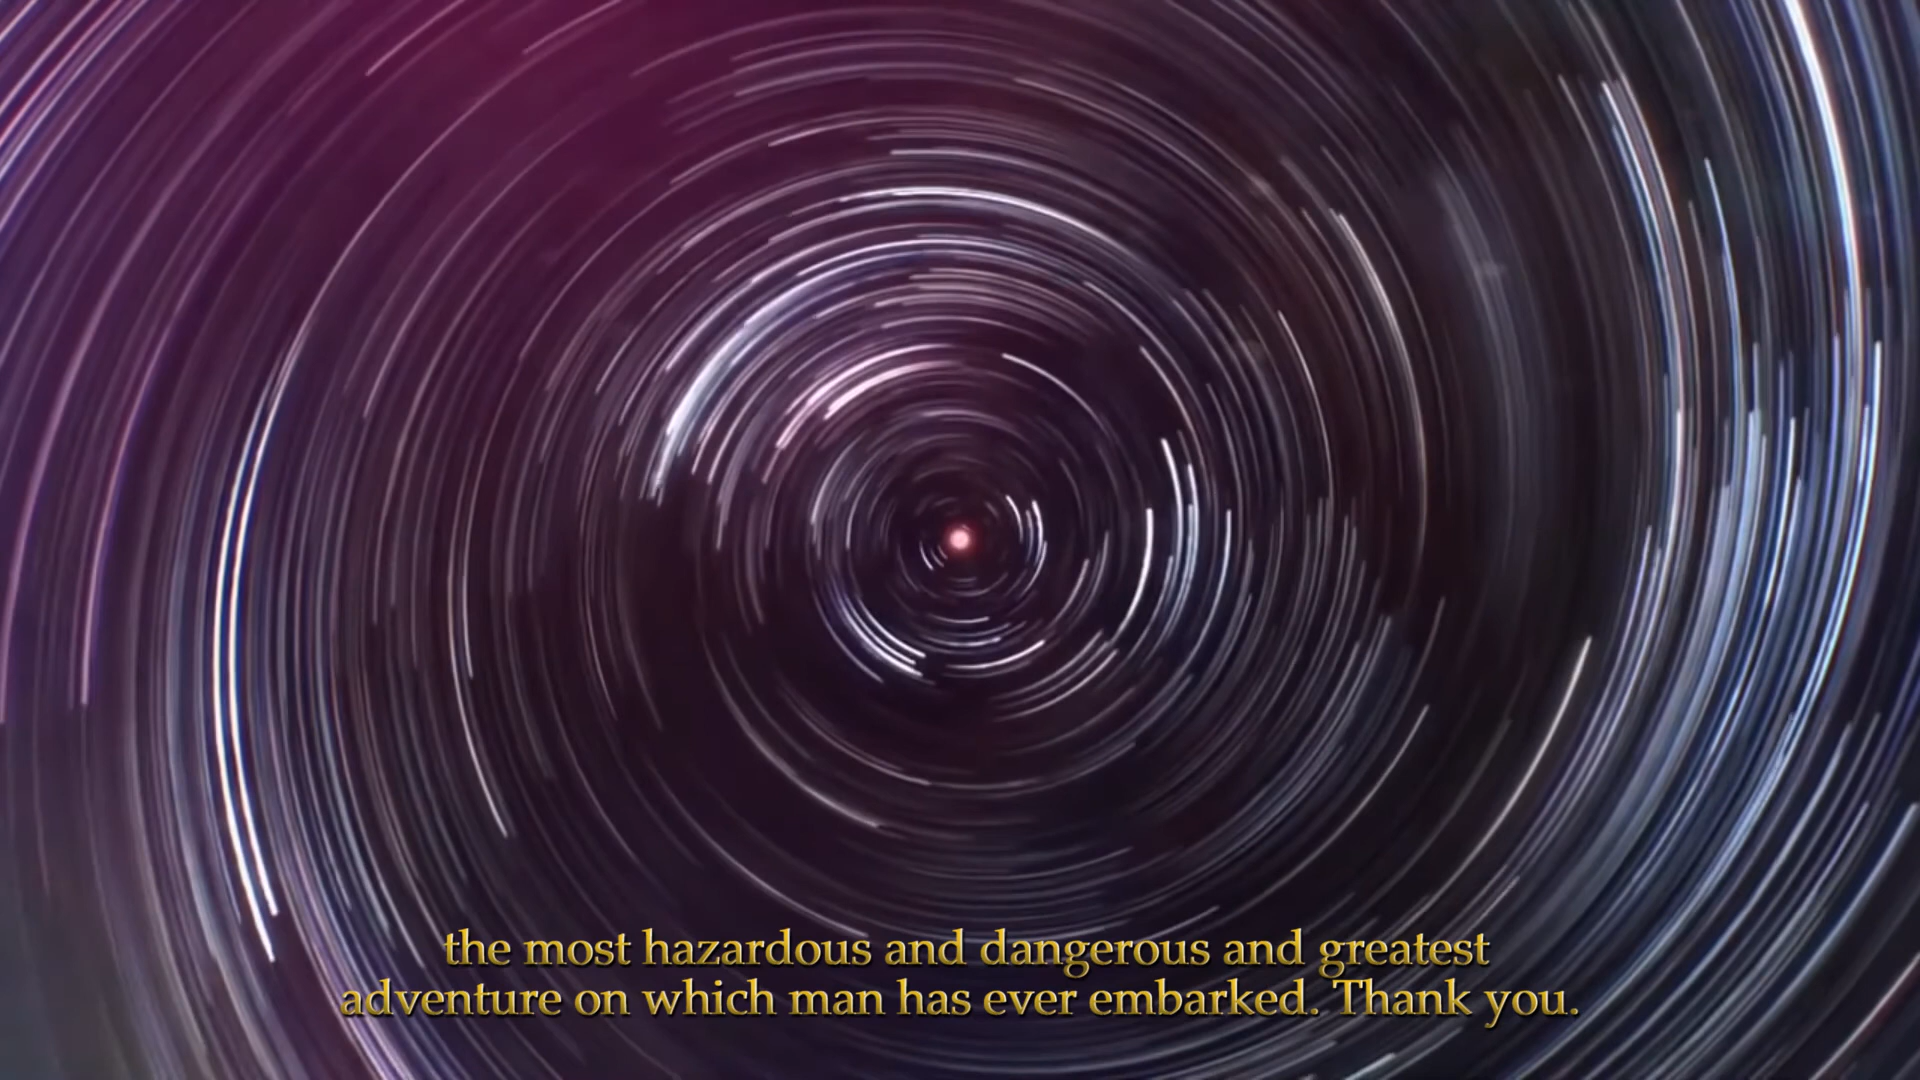 the most hazardous and dangerous and greatest
adventure on which man has ever embarked. Thank you.